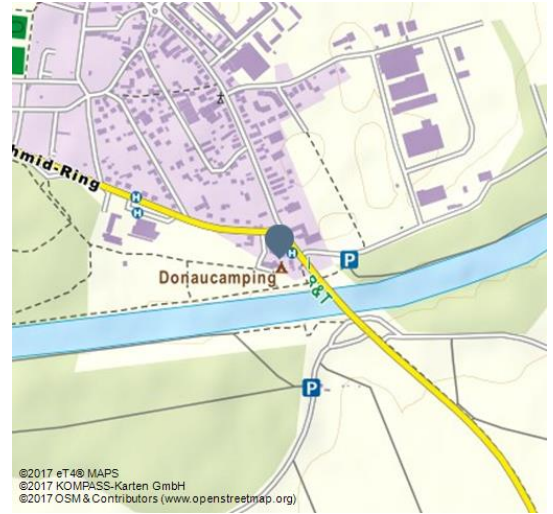 hmid-Ring
H
H
H
P
Donaucamping
P
©2017 eT4® MAPS
©2017 KOMPASS-Karten GmbH
©2017 OSM & Contributors (www.openstreetmap.org)